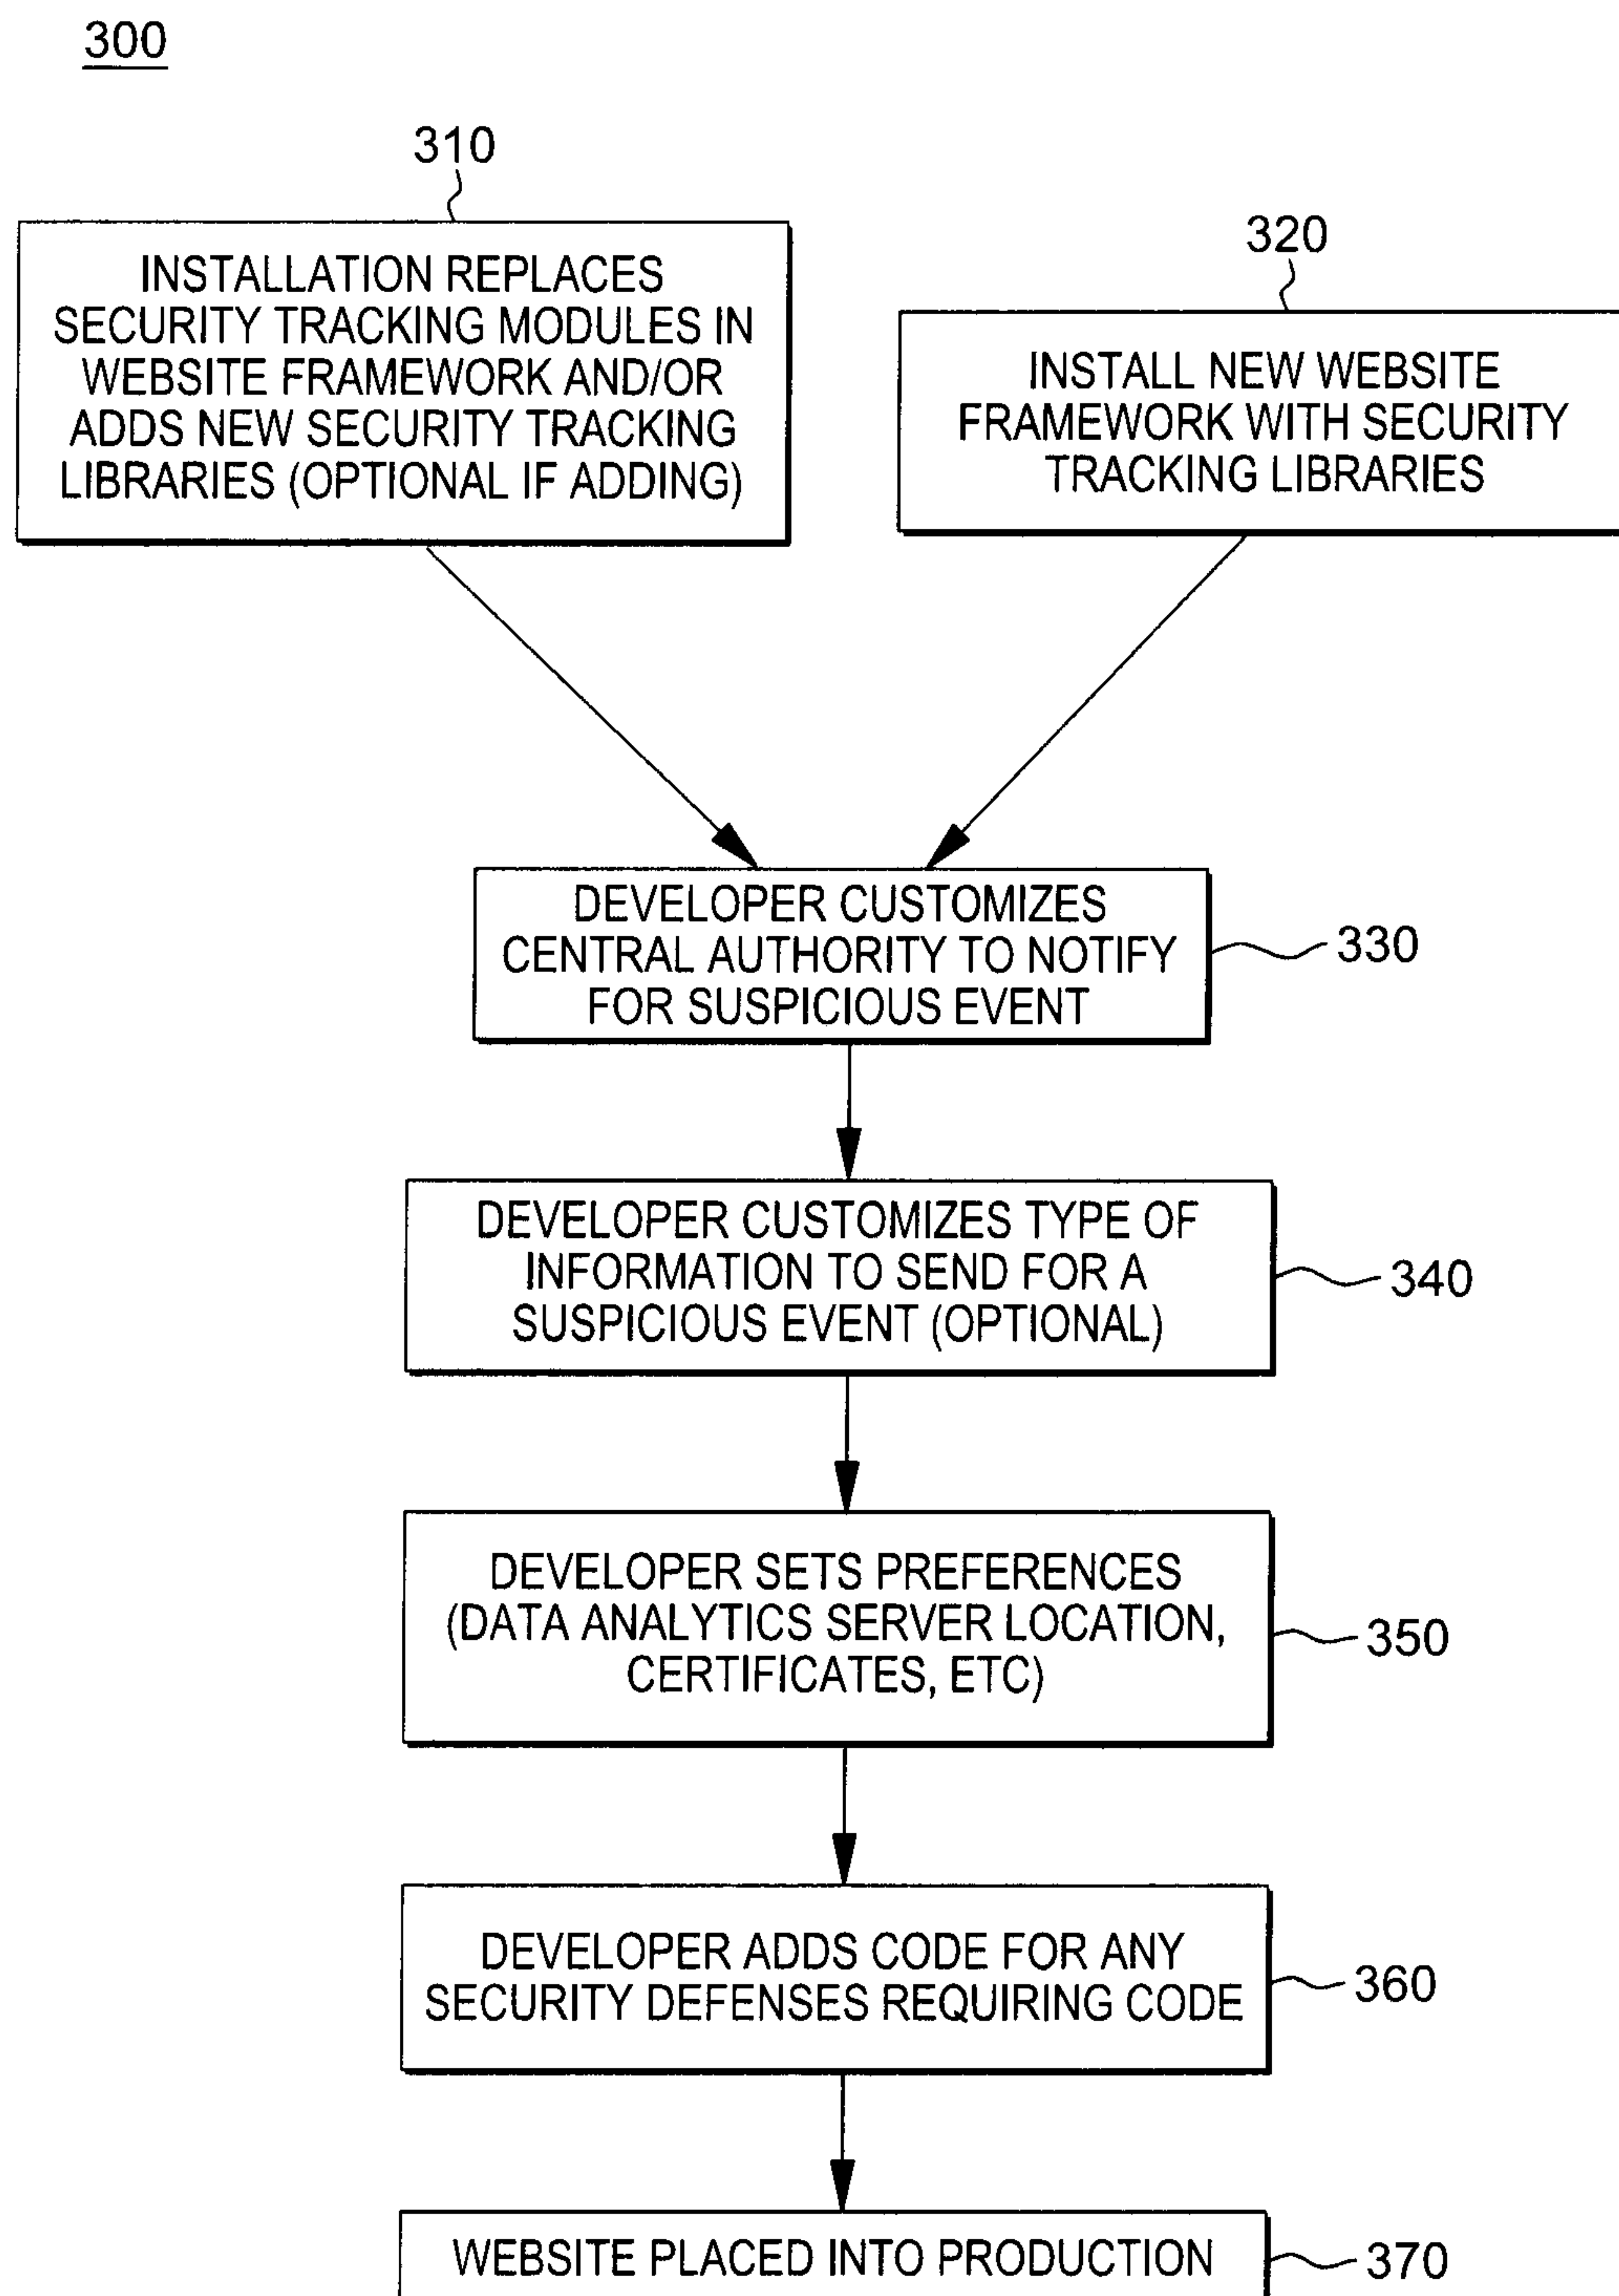 300
310
INSTALLATION REPLACES
SECURITY TRACKING MODULES IN
WEBSITE FRAMEWORK AND/OR
ADDS NEW SECURITY TRACKING
LIBRARIES (OPTIONAL IF ADDING)
320
INSTALL NEW WEBSITE
FRAMEWORK WITH SECURITY
TRACKING LIBRARIES
DEVELOPER CUSTOMIZES
CENTRAL AUTHORITY TO NOTIFY
FOR SUSPICIOUS EVENT
330
DEVELOPER CUSTOMIZES TYPE OF
INFORMATION TO SEND FOR A
SUSPICIOUS EVENT (OPTIONAL)
340
DEVELOPER SETS PREFERENCES
(DATA ANALYTICS SERVER LOCATION,
CERTIFICATES, ETC)
350
DEVELOPER ADDS CODE FOR ANY
SECURITY DEFENSES REQUIRING CODE
360
WEBSITE PLACED INTO PRODUCTION
370